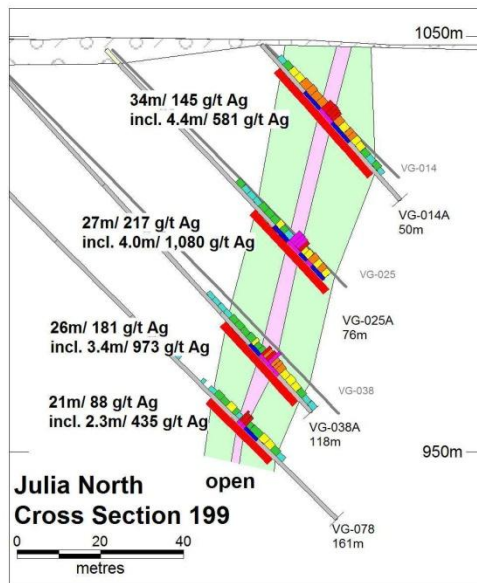 1050m
34m/ 145 g/t Ag
incl. 4.4m/ 581 g/t Ag
VG-014
VG-014A
50m
27m/ 217 g/t Ag
incl. 4.0m/ 1,080 g/t Ag
VG-025
VG-025A
76m
26m/ 181 g/t Ag
incl. 3.4m/ 973 g/t Ag
VG-038
VG-038A
118m
21m/ 88 g/t Ag
incl. 2.3m/ 435 g/t Ag
950m
open
Julia North
Cross Section 199
VG-078
161m
0 20 40
metres